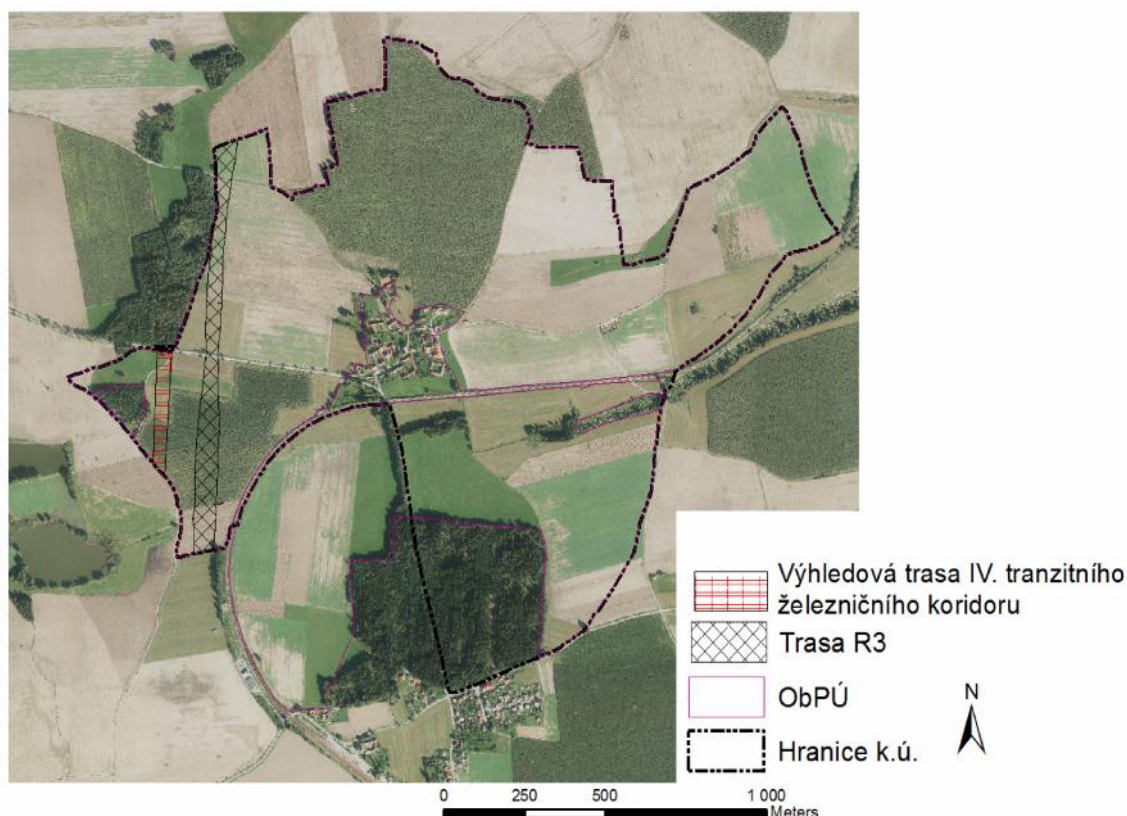 Výhledová trasa IV. tranzitního
železničního koridoru
Trasa R3
ObPÚ
Hranice k.ú.
N
0 250 500 1 000
Meters